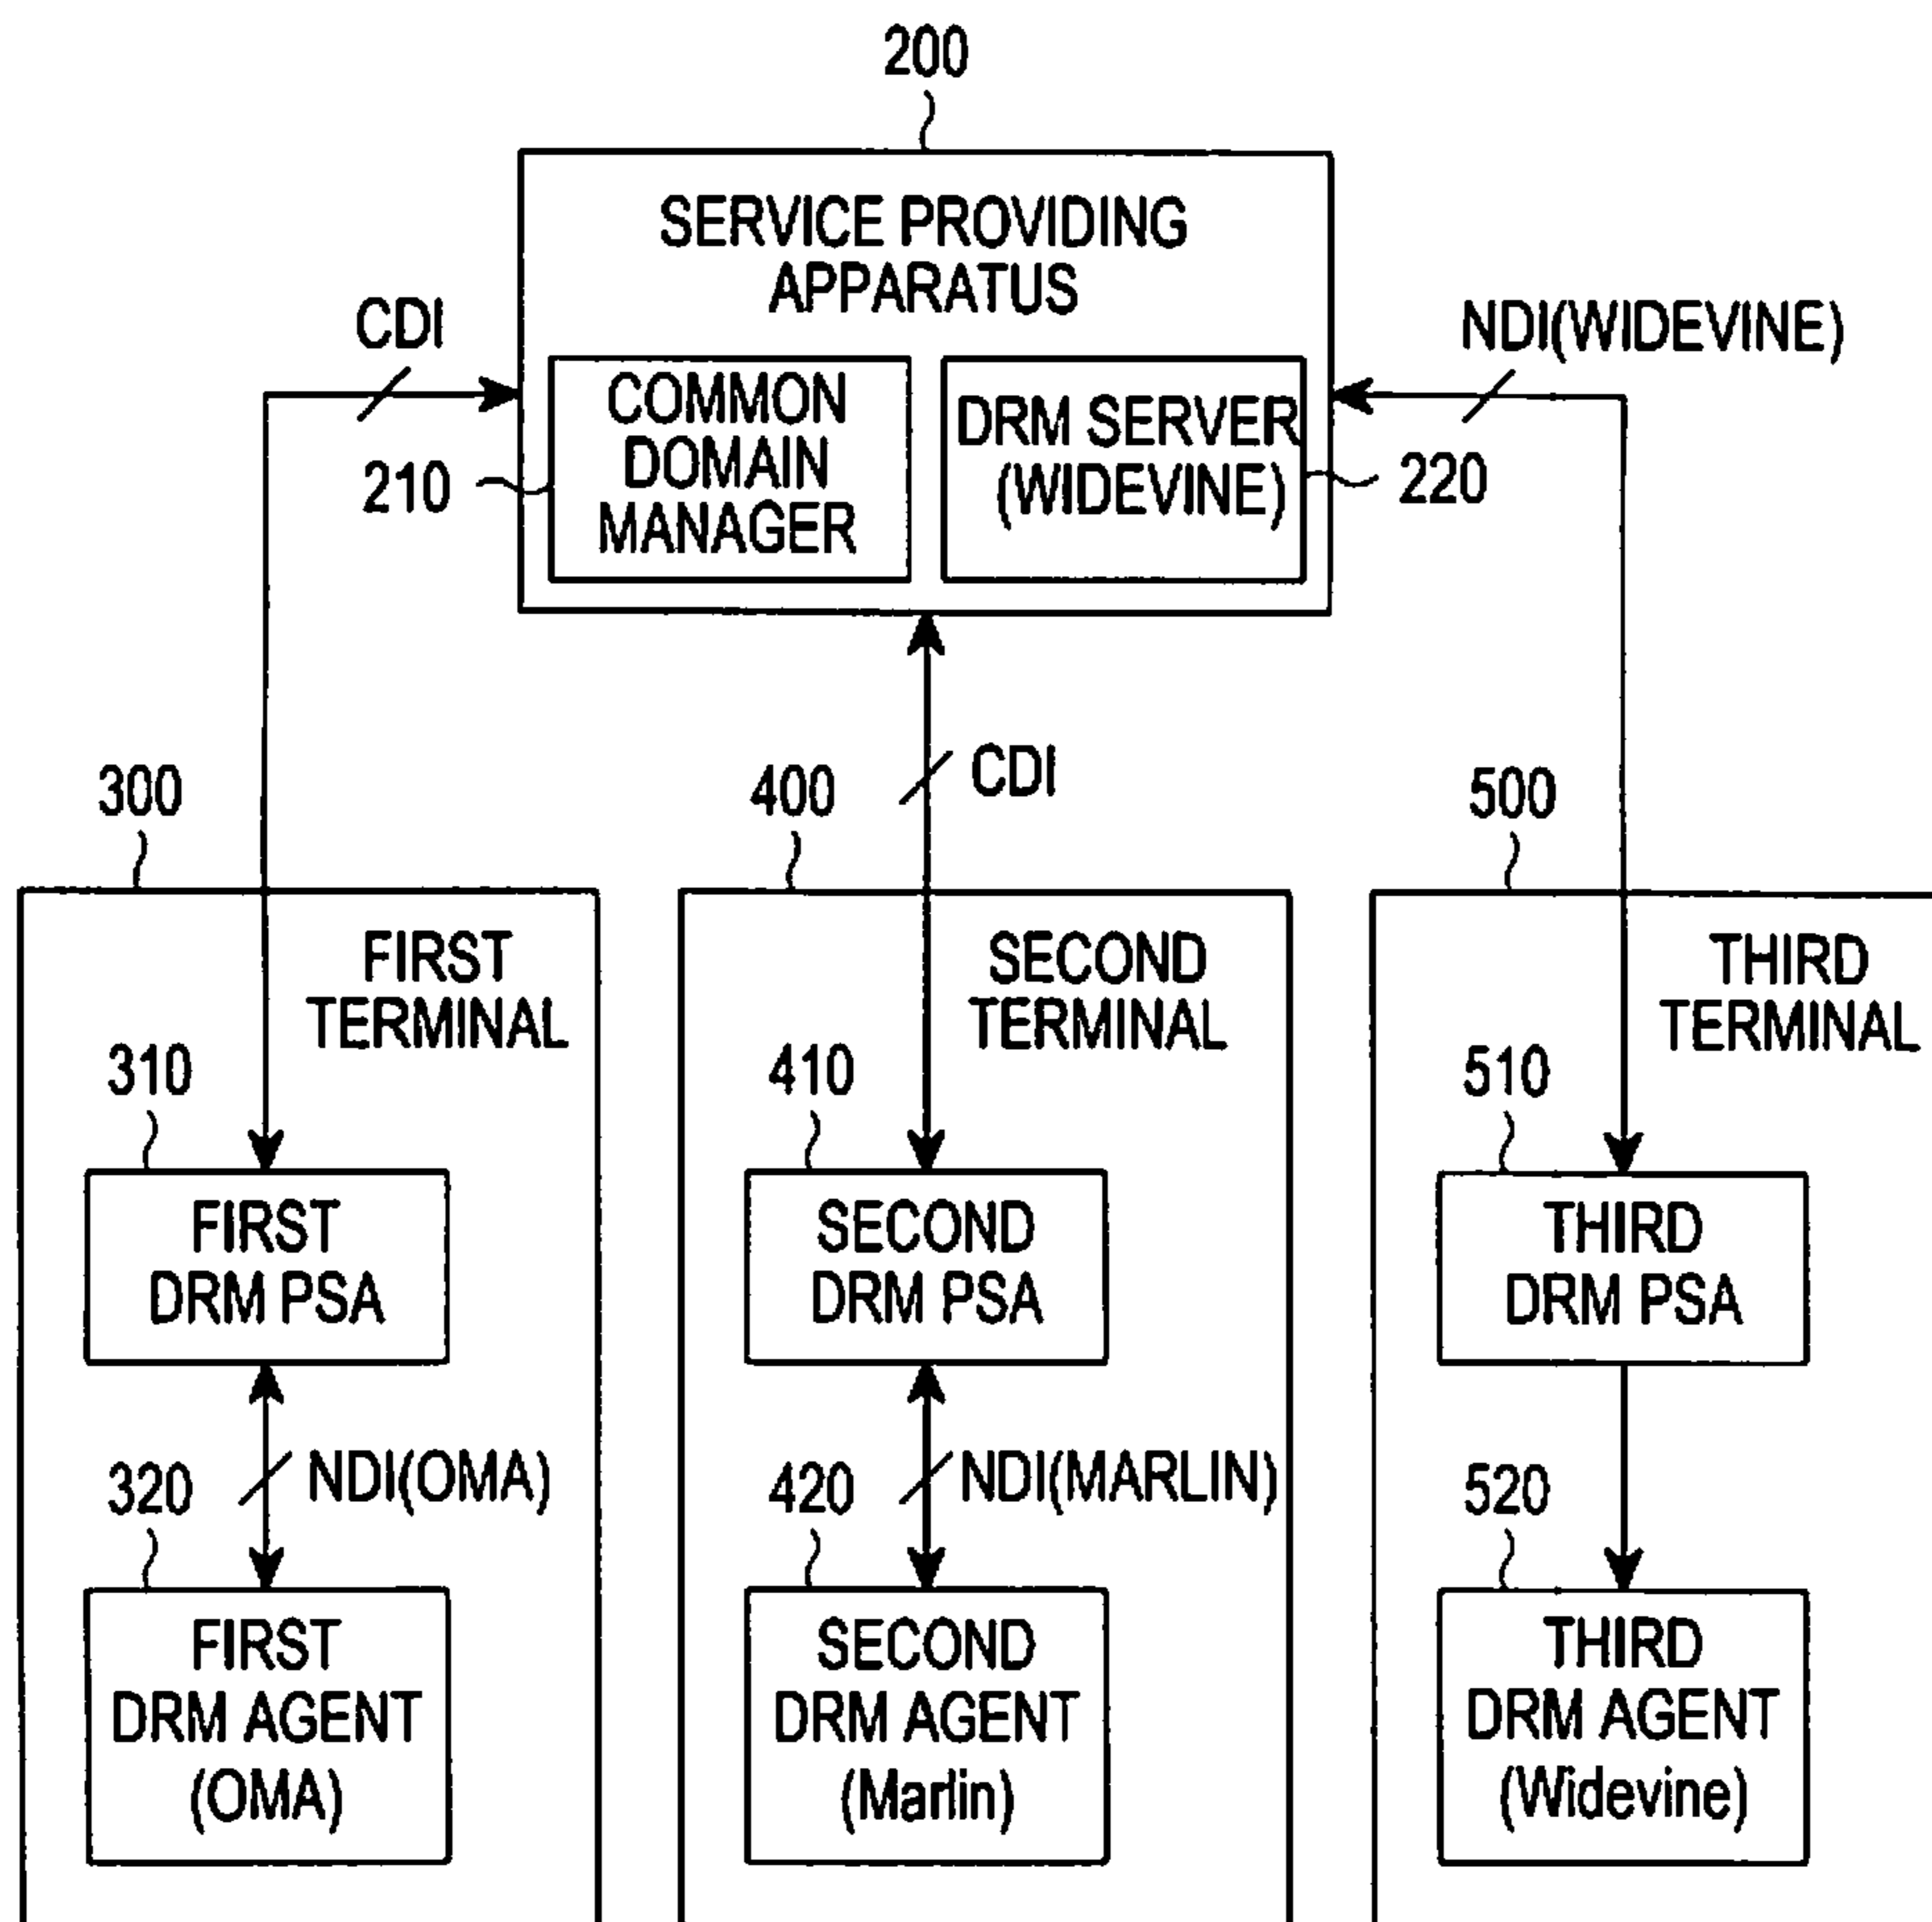 200
SERVICE PROVIDING
APPARATUS
CDI
NDI(WIDEVINE)
COMMON
DOMAIN
MANAGER
DRM SERVER
(WIDEVINE)
210
220
CDI
300
400
500
FIRST
TERMINAL
SECOND
TERMINAL
THIRD
TERMINAL
310
410
510
FIRST
DRM PSA
SECOND
DRM PSA
THIRD
DRM PSA
320
NDI(OMA)
420
NDI(MARLIN)
520
FIRST
DRM AGENT
(OMA)
SECOND
DRM AGENT
(Marlin)
THIRD
DRM AGENT
(Widevine)